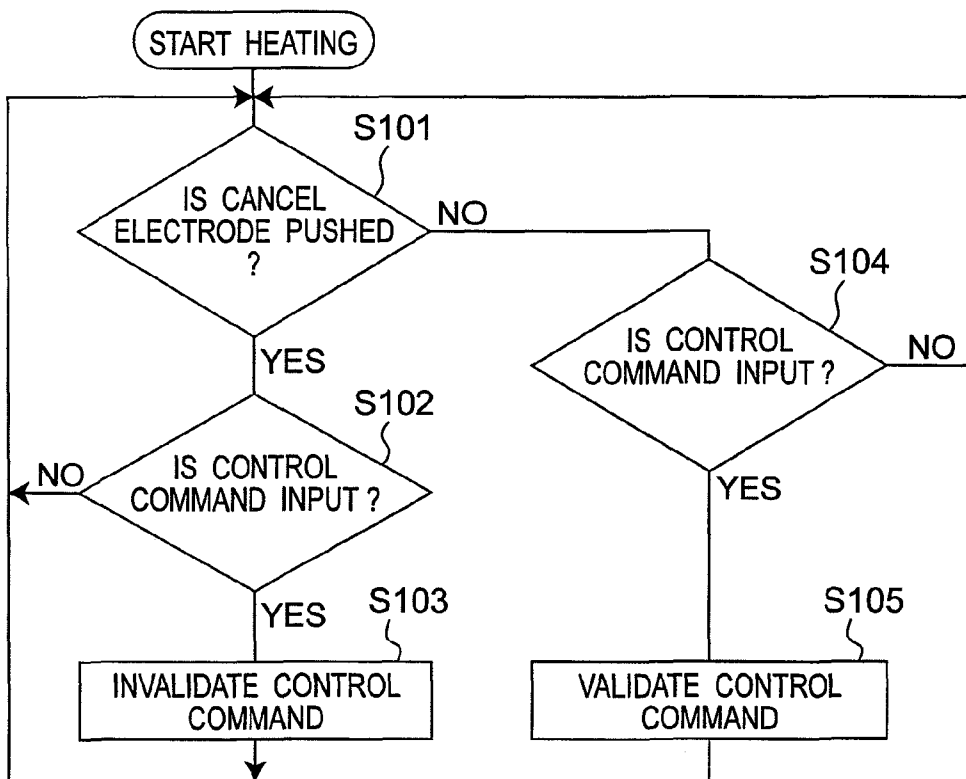 START HEATING
S101
IS CANCEL
ELECTRODE PUSHED
?
NO
YES
S104
IS CONTROL
COMMAND INPUT ?
NO
YES
S102
IS CONTROL
COMMAND INPUT ?
NO
YES
S103
INVALIDATE CONTROL
COMMAND
S105
VALIDATE CONTROL
COMMAND